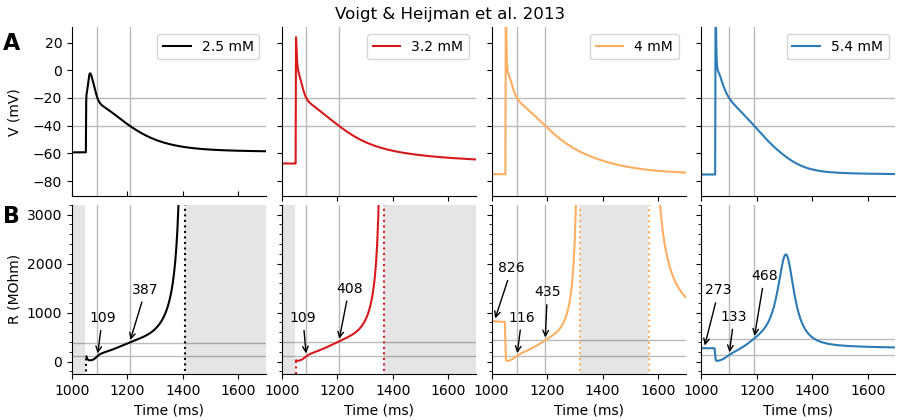 Voigt & Heijman et al. 2013
A
V (mV)
20
0
−20
−40
−60
−80
2.5 mM
3.2 mM
4 mM
5.4 mM
B
R (MOhm)
3000
2000
1000
0
109
387
109
408
826
116
435
273
133
468
1000 1200 1400 1600
1000 1200 1400 1600
1000 1200 1400 1600
1000 1200 1400 1600
Time (ms)
Time (ms)
Time (ms)
Time (ms)